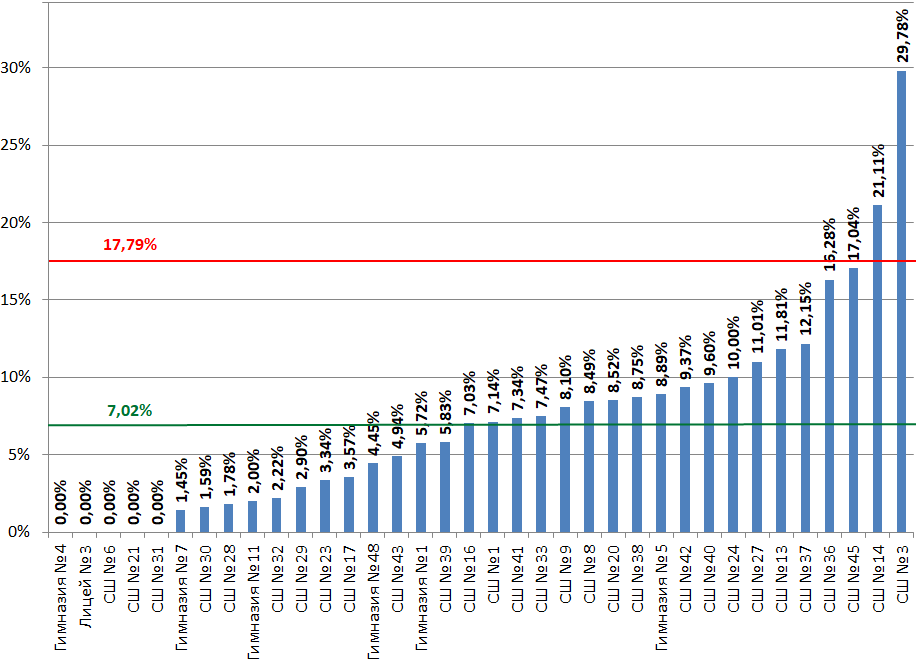 30%
25%
20%
15%
10%
5%
0%
17,79%
7,02%
0,00%
0,00%
0,00%
0,00%
0,00%
1,45%
1,59%
1,78%
2,00%
2,22%
2,90%
3,34%
3,57%
4,45%
4,94%
5,72%
5,83%
7,03%
7,14%
7,34%
7,47%
8,10%
8,49%
8,52%
8,75%
8,89%
9,37%
9,60%
10,00%
11,01%
11,81%
12,15%
16,28%
17,04%
21,11%
29,78%
Гимназия №4
Лицей №3
СШ №6
СШ №21
СШ №31
Гимназия №7
СШ №30
СШ №28
Гимназия №11
СШ №32
СШ №29
СШ №23
СШ №17
Гимназия №48
СШ №43
Гимназия №1
СШ №39
СШ №16
СШ №1
СШ №41
СШ №33
СШ №9
СШ №8
СШ №20
СШ №38
Гимназия №5
СШ №42
СШ №40
СШ №24
СШ №27
СШ №13
СШ №37
СШ №36
СШ №45
СШ №14
СШ №3